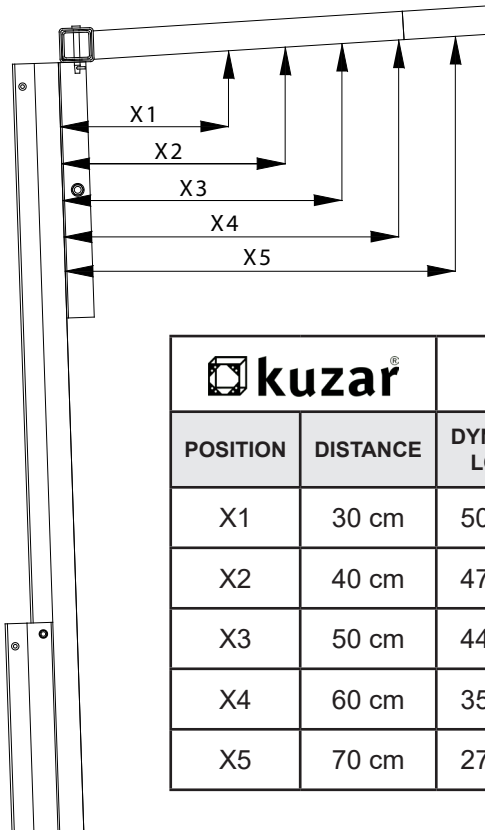 X1
X2
X3
X4
X5
kuzar®
POSITION DISTANCE
X1 30 cm
X2 40 cm
X3 50 cm
X4 60 cm
X5 70 cm